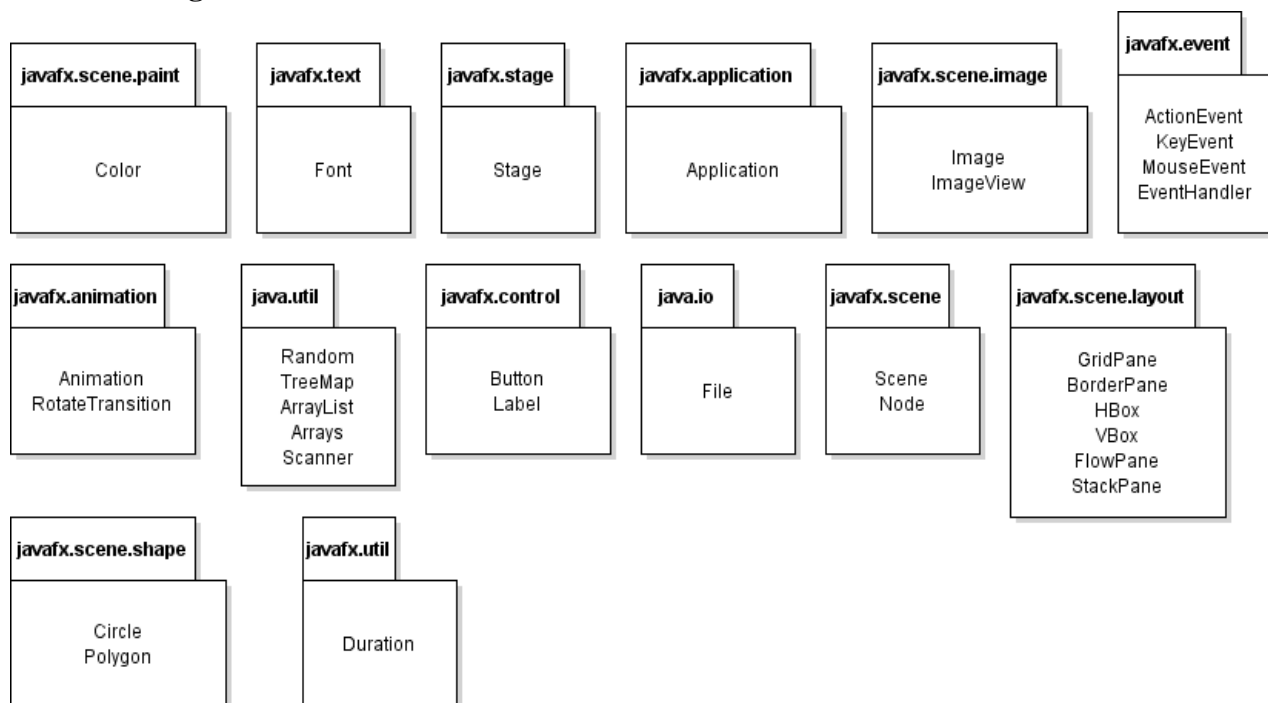 javafx.scene.paint
Color
javafx.text
Font
javafx.stage
Stage
javafx.application
Application
javafx.scene.image
Image
ImageView
javafx.event
ActionEvent
KeyEvent
MouseEvent
EventHandler
javafx.animation
Animation
RotateTransition
java.util
Random
TreeMap
ArrayList
Arrays
Scanner
javafx.control
Button
Label
java.io
File
javafx.scene
Scene
Node
javafx.scene.layout
GridPane
BorderPane
HBox
VBox
FlowPane
StackPane
javafx.scene.shape
Circle
Polygon
javafx.util
Duration